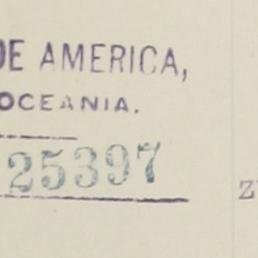 DE AMERICA,
OCEANIA.
25397
Z